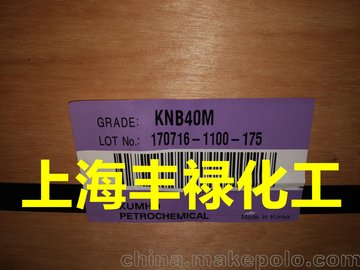 GRADE: KNB40M
LOT No.: 170716-1100-175
上海丰禄化工
KUMH
PETROCHEMICAL
Made in Korea
china.makepolo.com